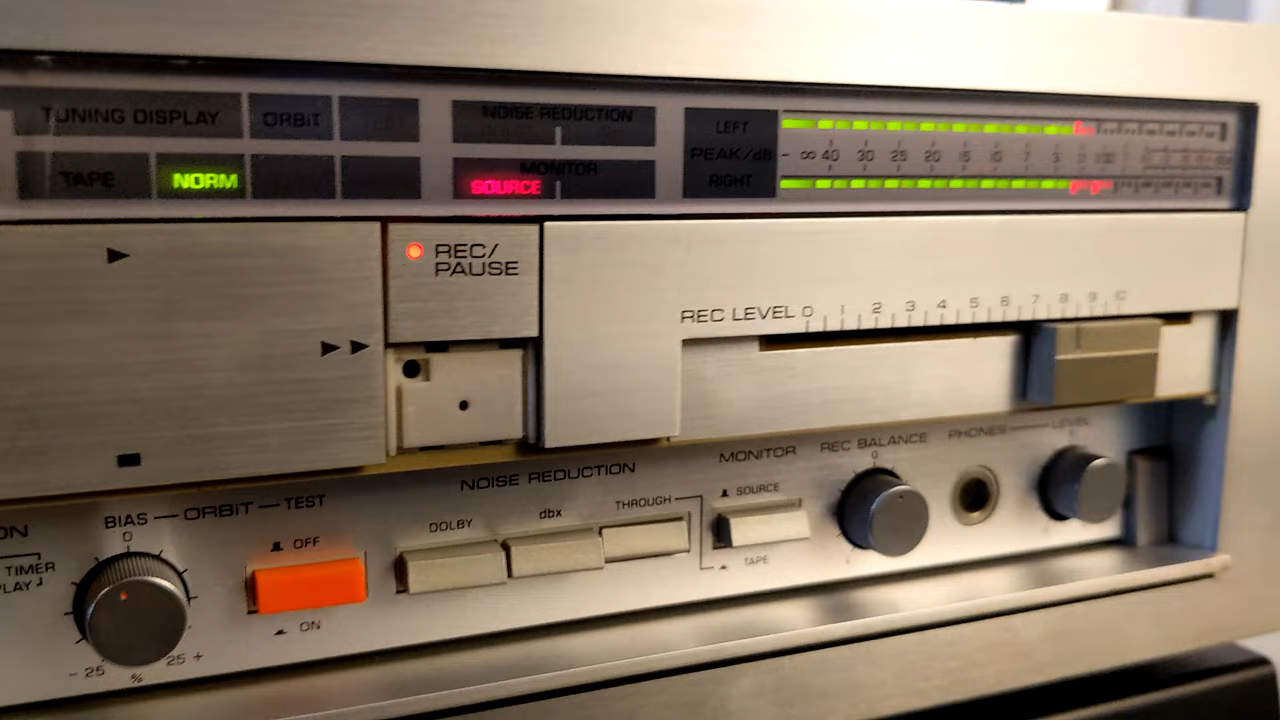 TUNING DISPLAY ORBiT
NOISE REDUCTION
TAPE NORM
MONITOR
SOURCE
LEFT
PEAK/dB - ∞ 40 30 25 20 15 10 7 3 0
RIGHT
REC/
PAUSE
REC LEVEL 0 1 2 3 4 5 6 7 8 9 10
ON
TIMER
PLAY
BIAS — ORBiT — TEST
0
- 25 % 25 +
OFF
ON
NOISE REDUCTION
DOLBY dbx THROUGH
MONITOR
SOURCE
TAPE
REC BALANCE
0
PHONES — LEVEL